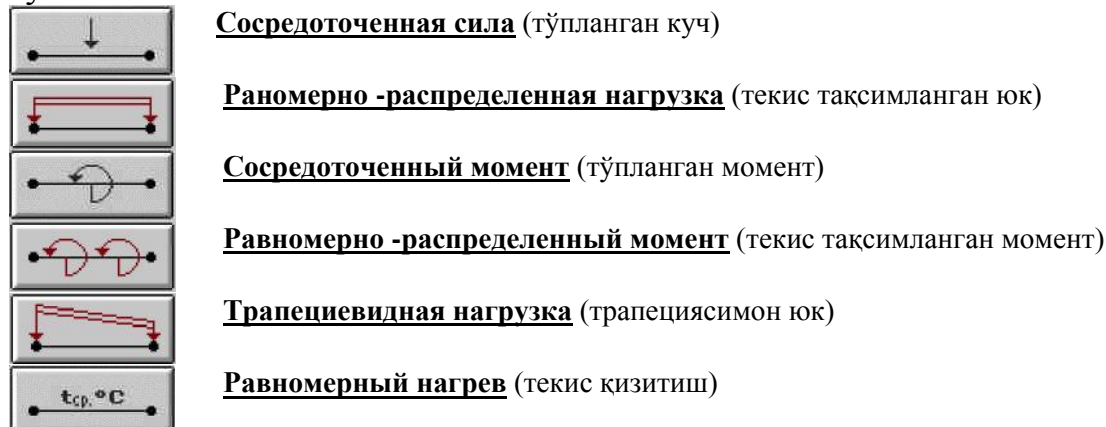 Сосредоточенная сила (тўпланган куч)
Раномерно -распределенная нагрузка (текис тақсимланган юк)
Сосредоточенный момент (тўпланган момент)
Равномерно -распределенный момент (текис тақсимланган момент)
Трапециевидная нагрузка (трапециясимон юк)
tср,°C Равномерный нагрев (текис қизитиш)